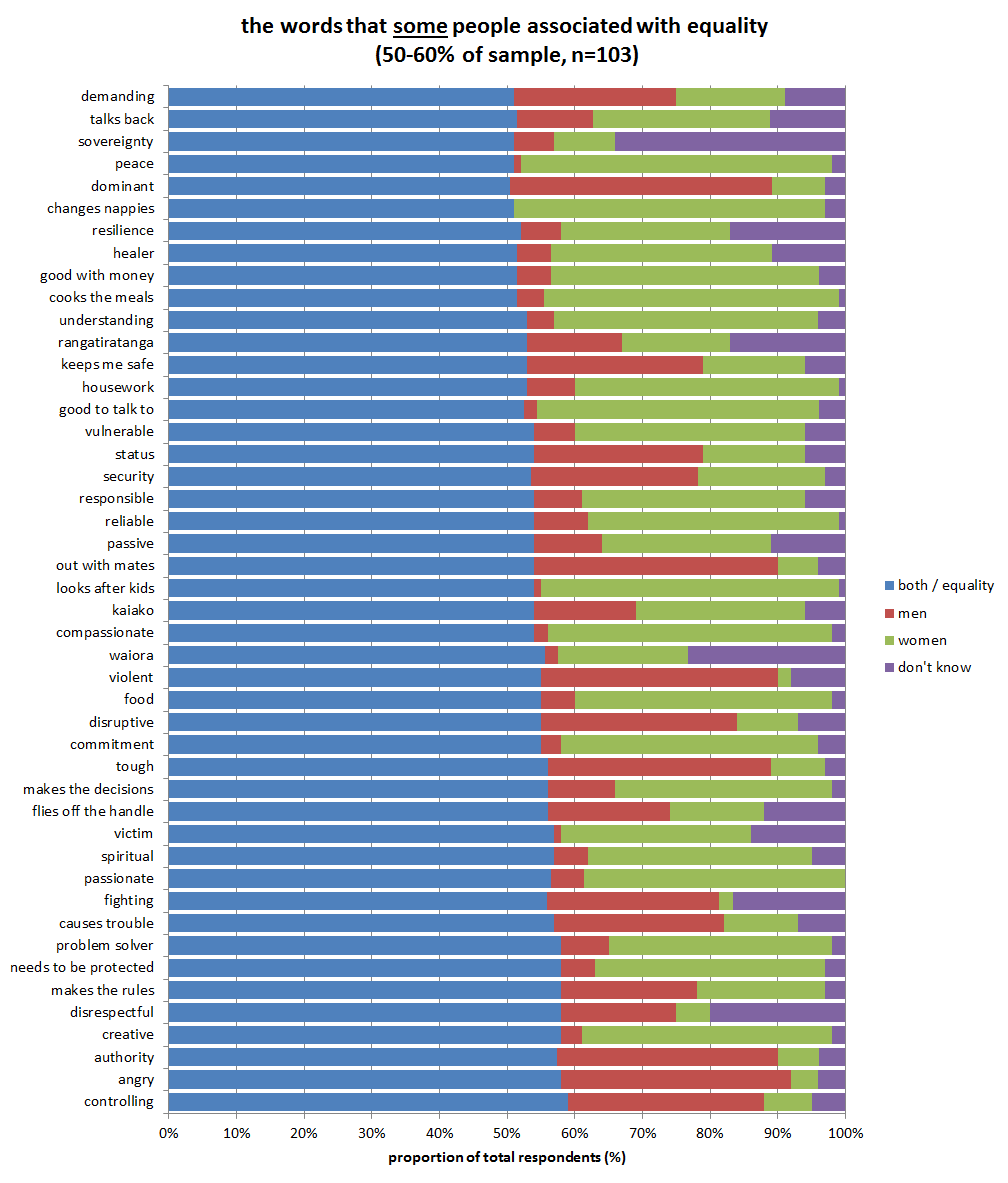 the words that some people associated with equality
(50-60% of sample, n=103)
demanding
talks back
sovereignty
peace
dominant
changes nappies
resilience
healer
good with money
cooks the meals
understanding
rangatiratanga
keeps me safe
housework
good to talk to
vulnerable
status
security
responsible
reliable
passive
out with mates
looks after kids
kaiako
compassionate
waiora
violent
food
disruptive
commitment
tough
makes the decisions
flies off the handle
victim
spiritual
passionate
fighting
causes trouble
problem solver
needs to be protected
makes the rules
disrespectful
creative
authority
angry
controlling
both / equality
men
women
don't know
0% 10% 20% 30% 40% 50% 60% 70% 80% 90% 100%
proportion of total respondents (%)